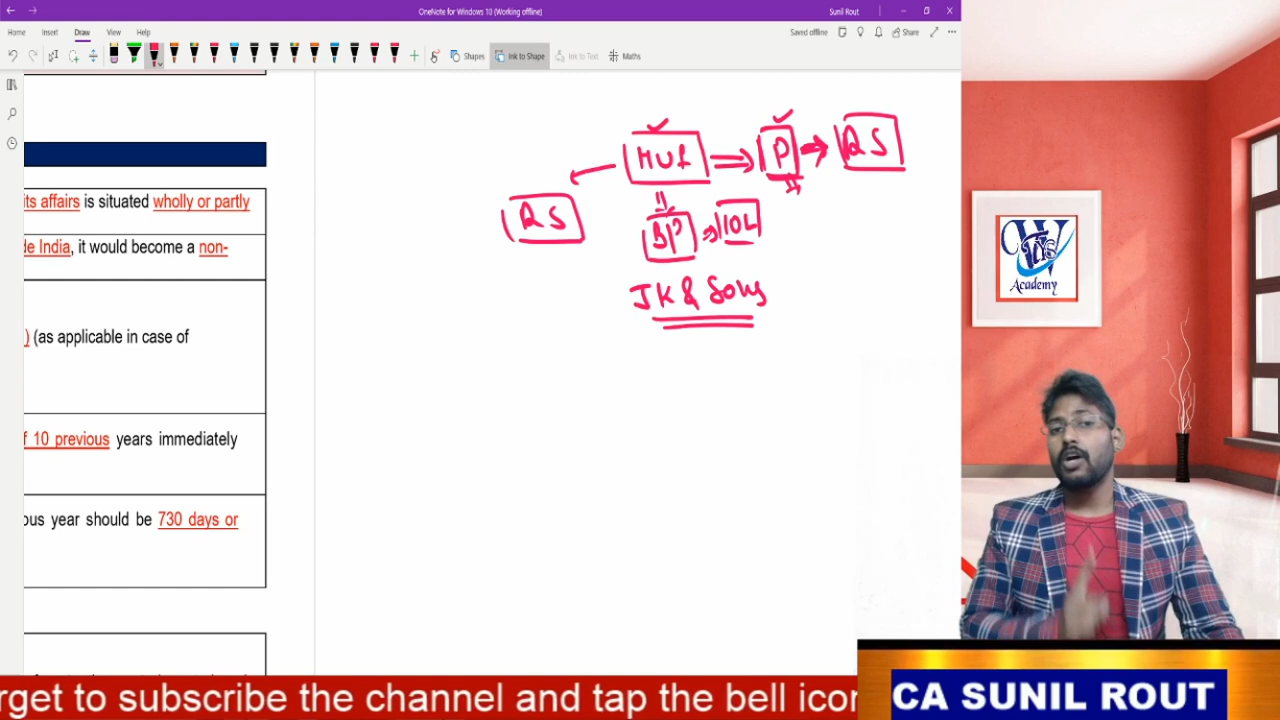 OneNote for Windows 10 (Working offline)
Sunil Rout
Home Insert Draw View Help
Saved offline
Share
Shapes
Ink to Shape
Ink to Text
Maths
its affairs is situated wholly or partly
de India, it would become a non-
) (as applicable in case of
f 10 previous years immediately
ous year should be 730 days or
HUF
P
RS
RS
BP
10L
JK & Sons
Academy
rget to subscribe the channel and tap the bell icon
CA SUNIL ROUT